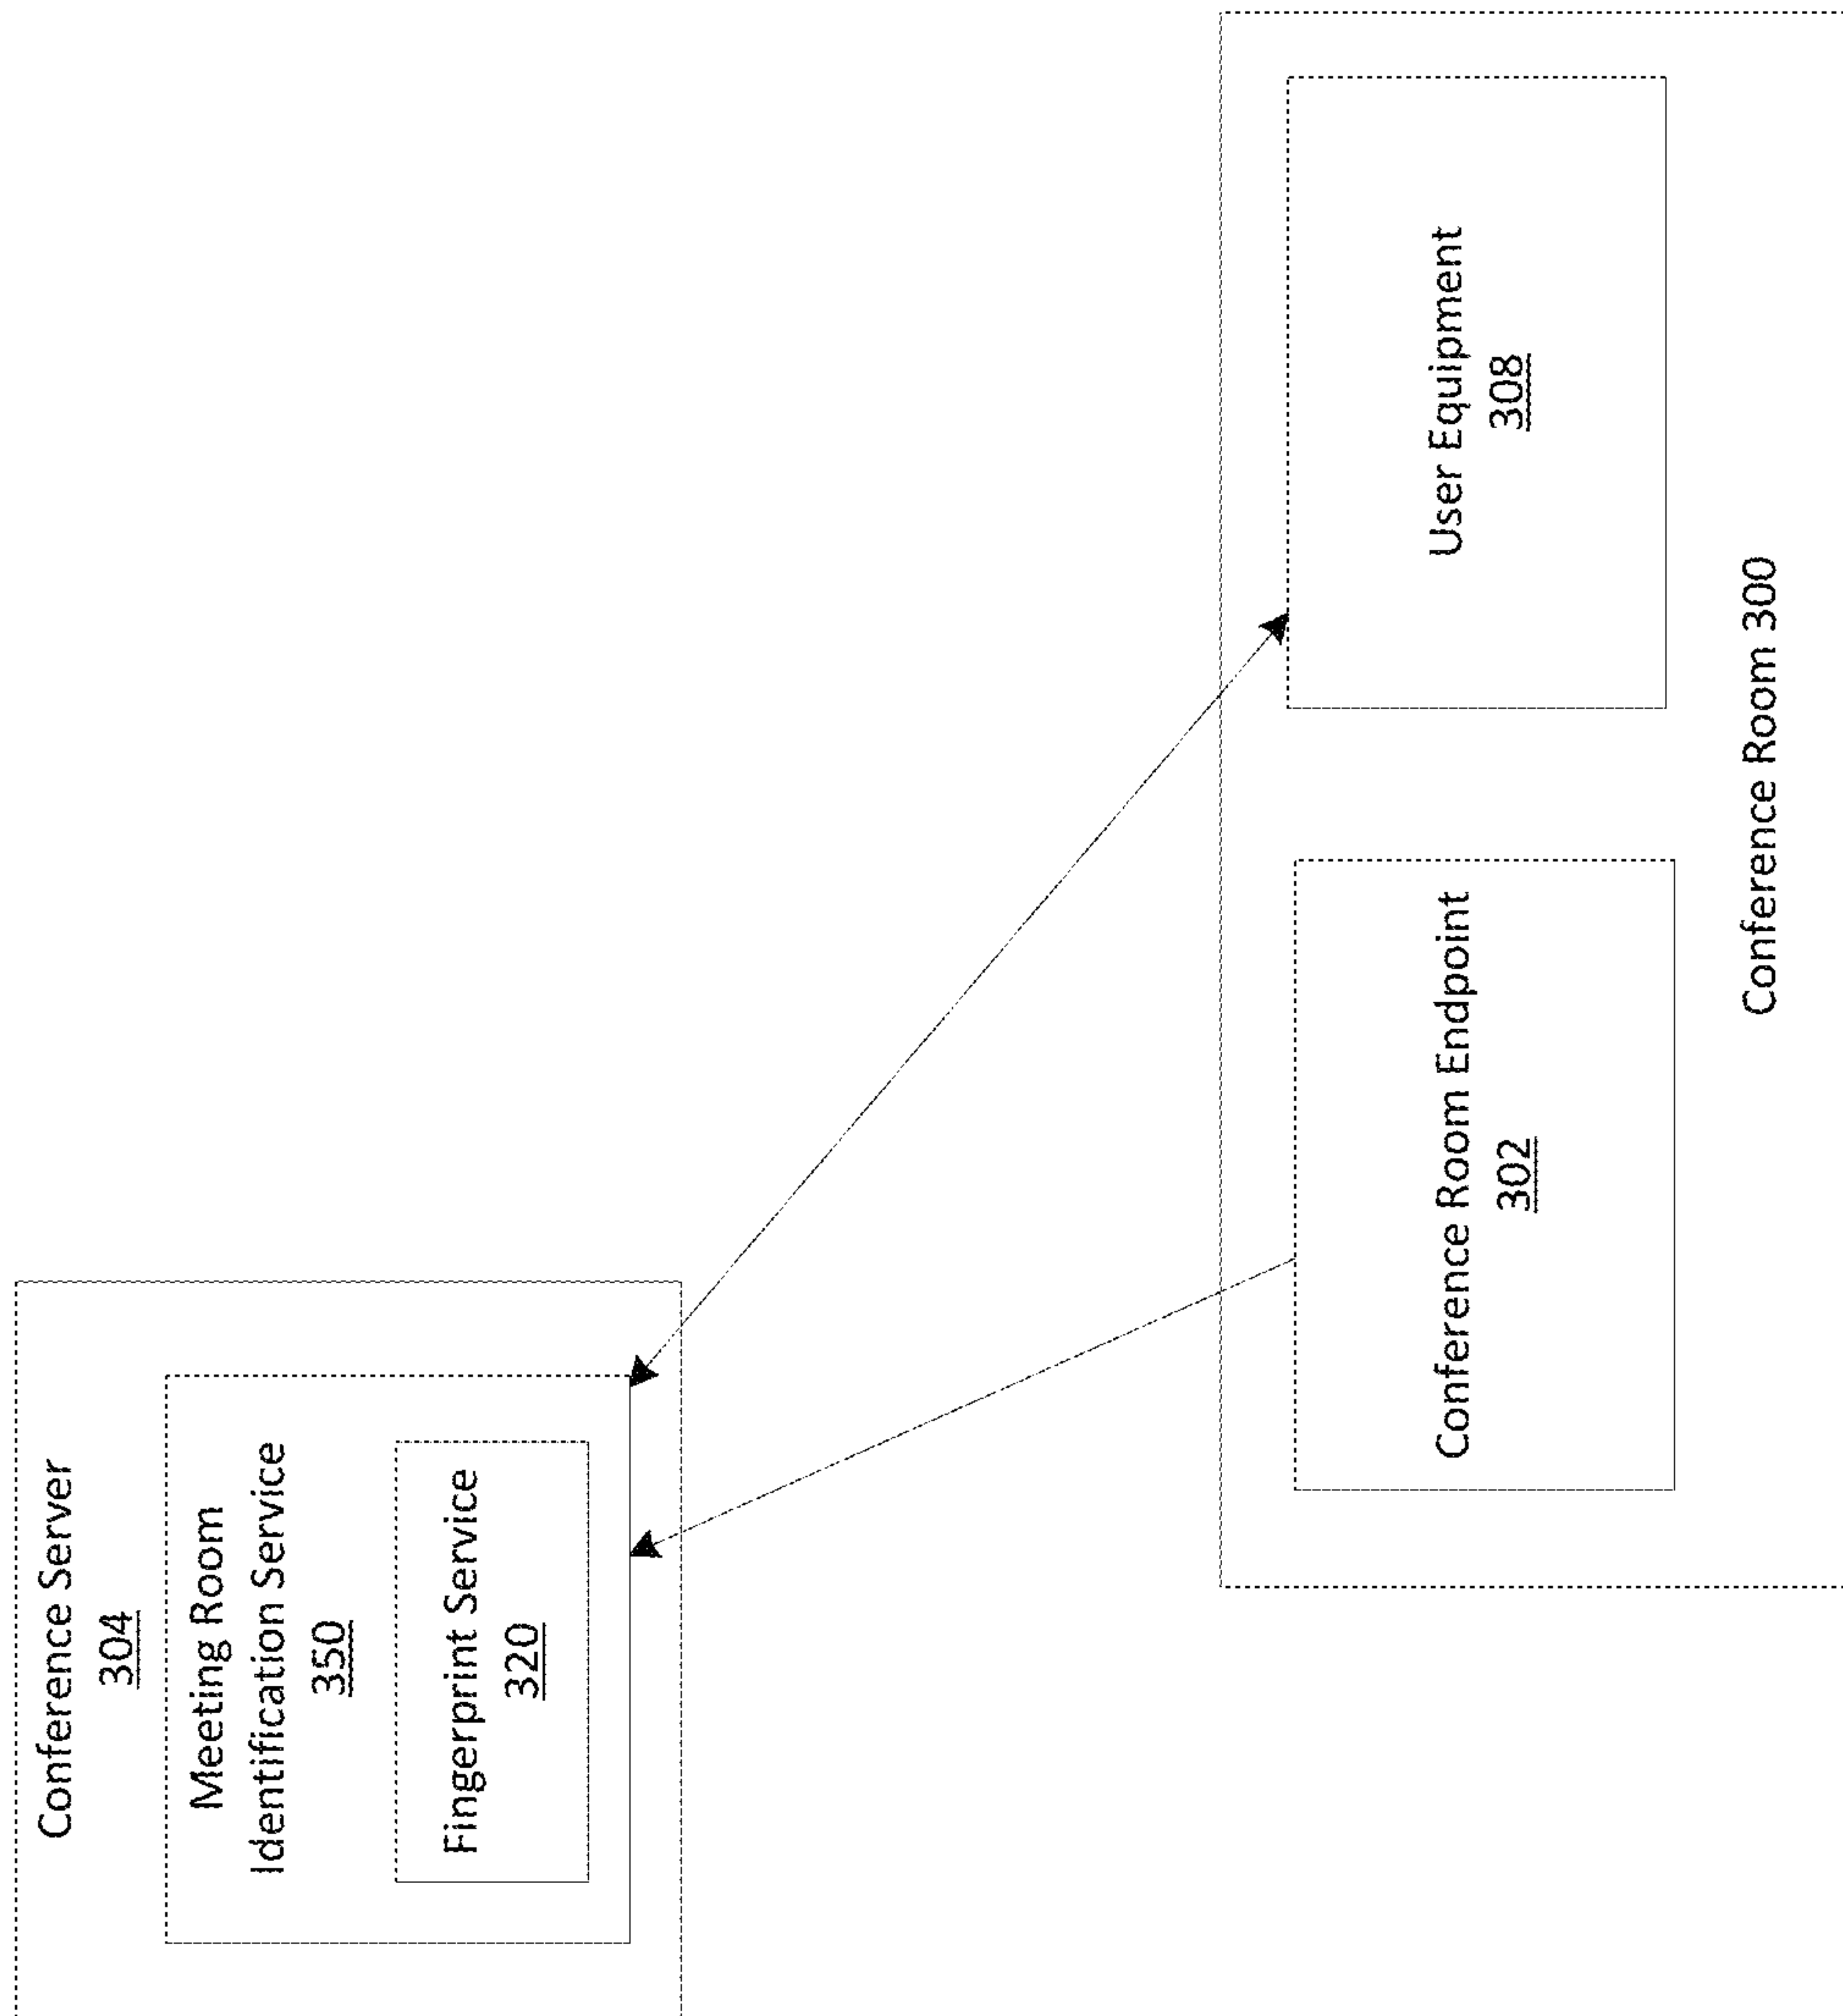 Conference Server
304
Meeting Room
Identification Service
350
Fingerprint Service
320
Conference Room Endpoint
302
User Equipment
308
Conference Room 300